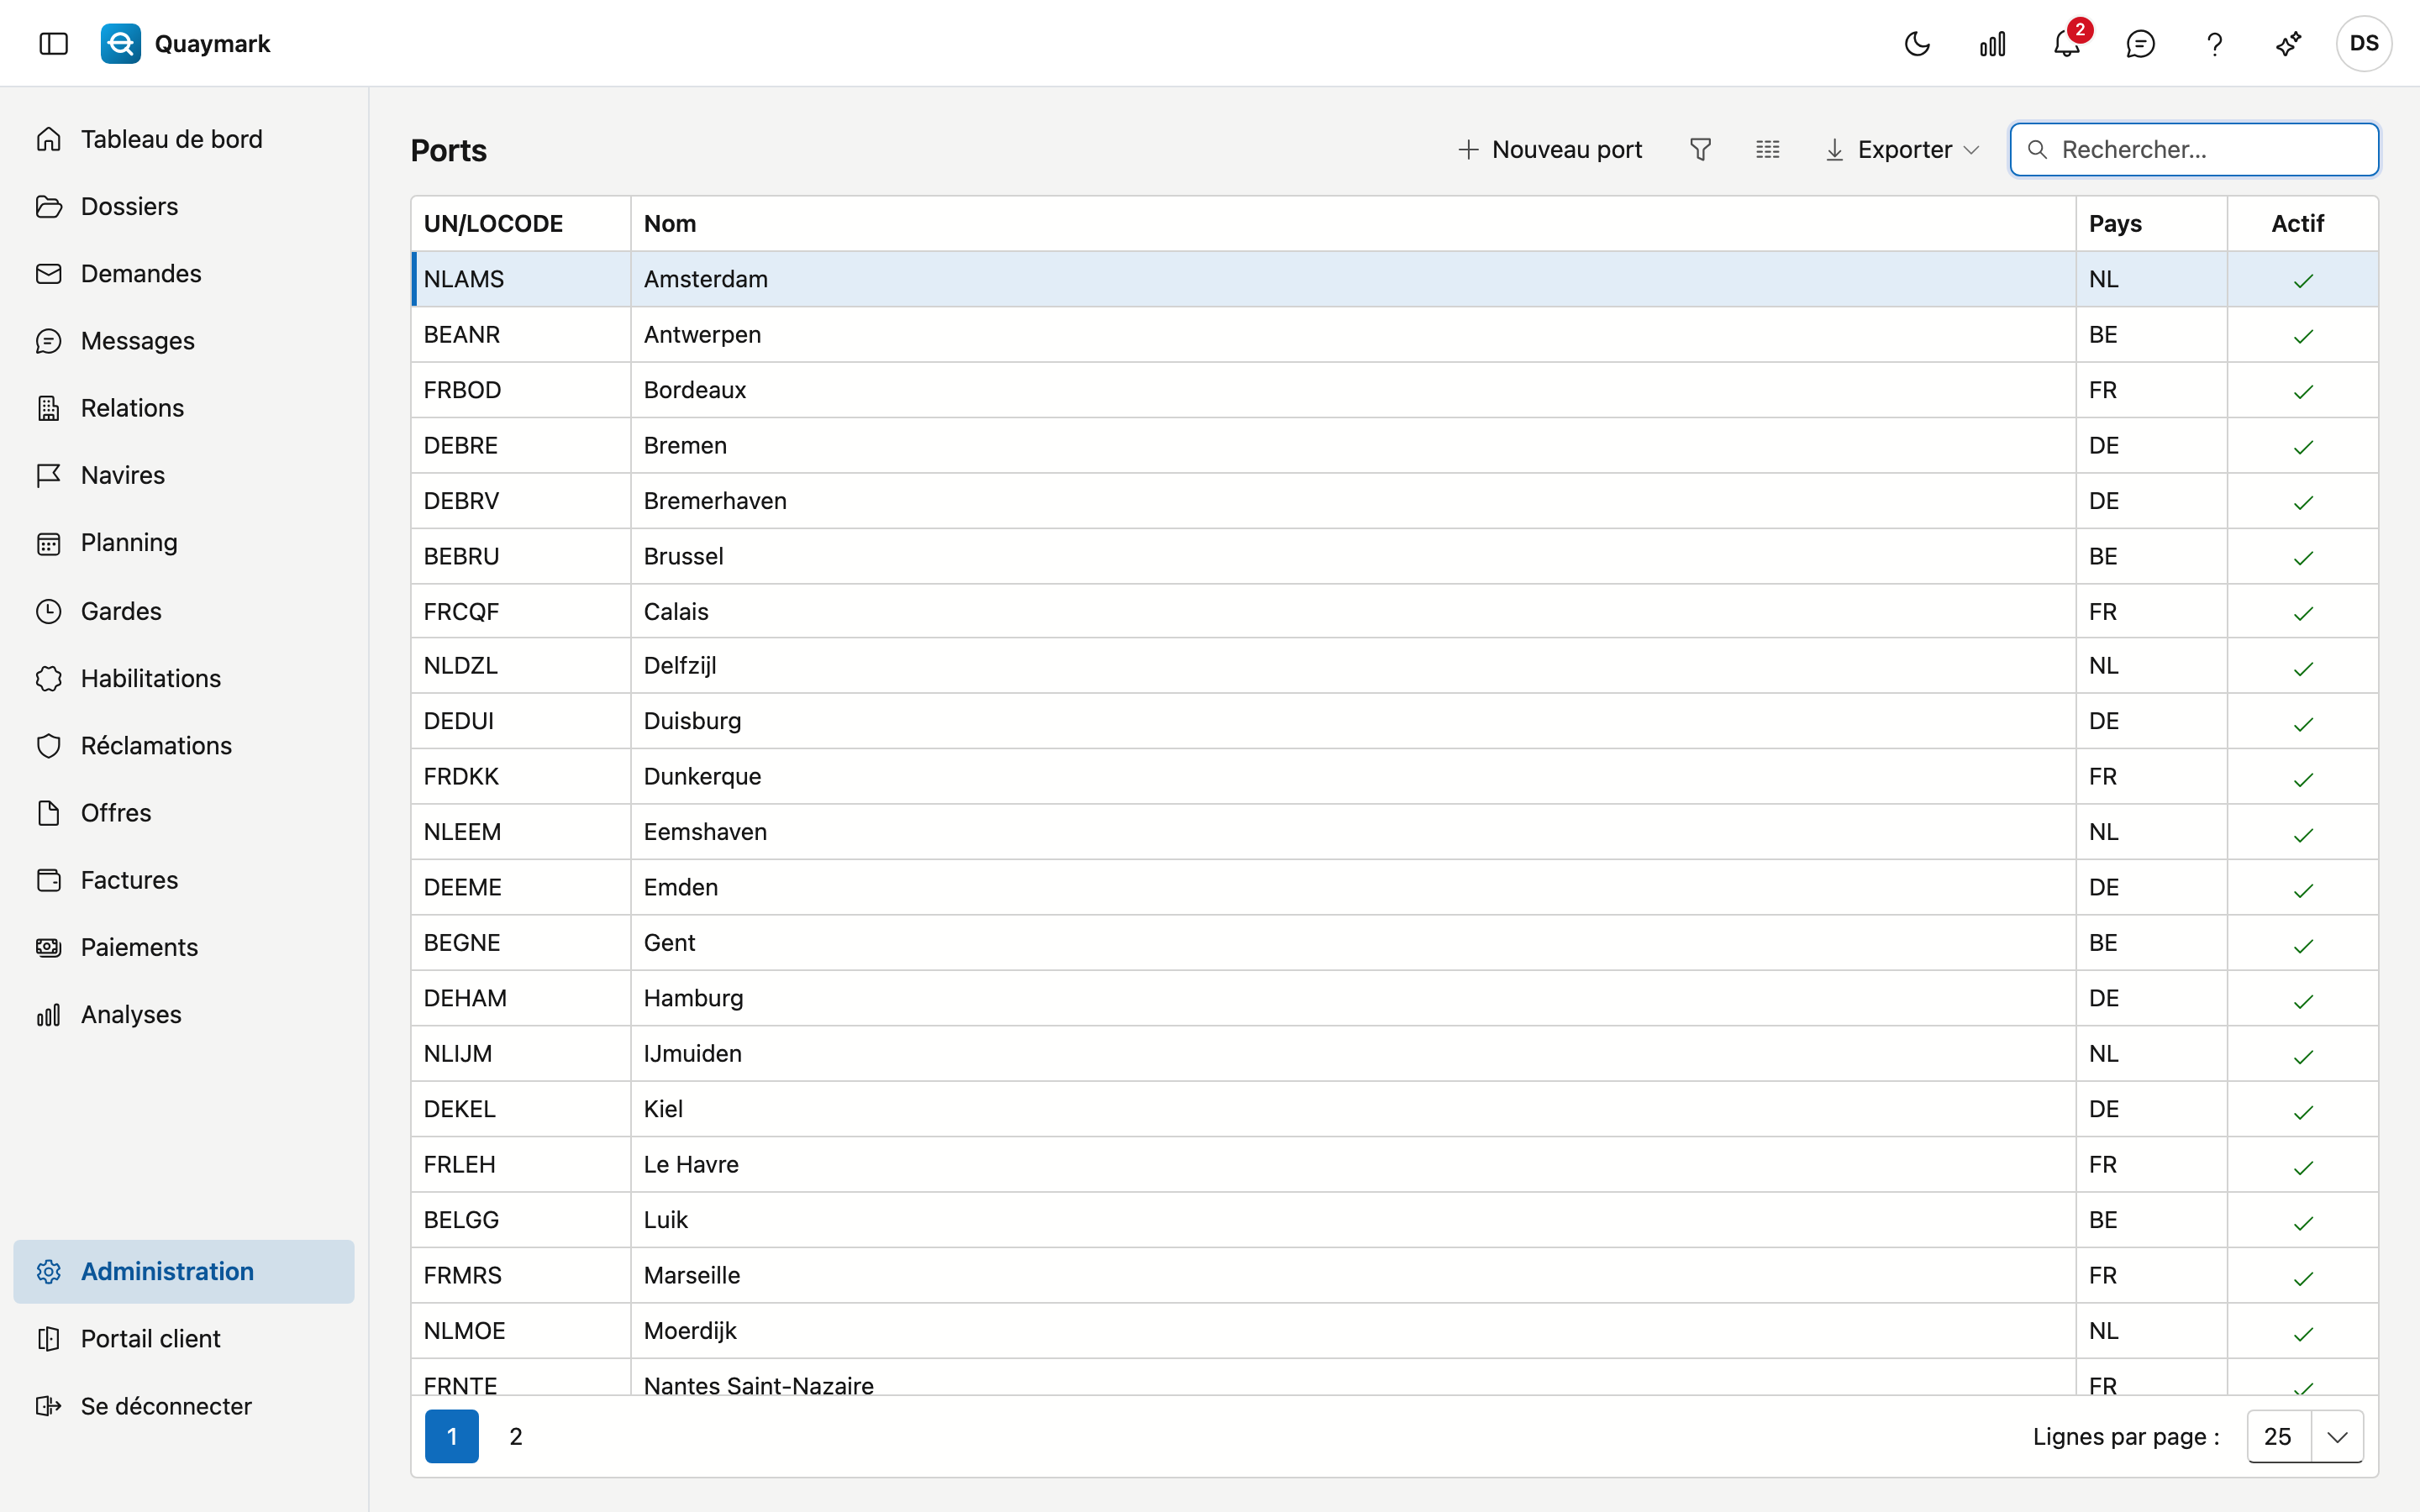 Quaymark
2
DS
Tableau de bord
Dossiers
Demandes
Messages
Relations
Navires
Planning
Gardes
Habilitations
Réclamations
Offres
Factures
Paiements
Analyses
Administration
Portail client
Se déconnecter
Ports
Nouveau port
Exporter
Rechercher...
UN/LOCODE Nom Pays Actif
NLAMS Amsterdam NL
BEANR Antwerpen BE
FRBOD Bordeaux FR
DEBRE Bremen DE
DEBRV Bremerhaven DE
BEBRU Brussel BE
FRCQF Calais FR
NLDZL Delfzijl NL
DEDUI Duisburg DE
FRDKK Dunkerque FR
NLEEM Eemshaven NL
DEEME Emden DE
BEGNE Gent BE
DEHAM Hamburg DE
NLIJM IJmuiden NL
DEKEL Kiel DE
FRLEH Le Havre FR
BELGG Luik BE
FRMRS Marseille FR
NLMOE Moerdijk NL
FRNTE Nantes Saint-Nazaire FR
1 2
Lignes par page : 25